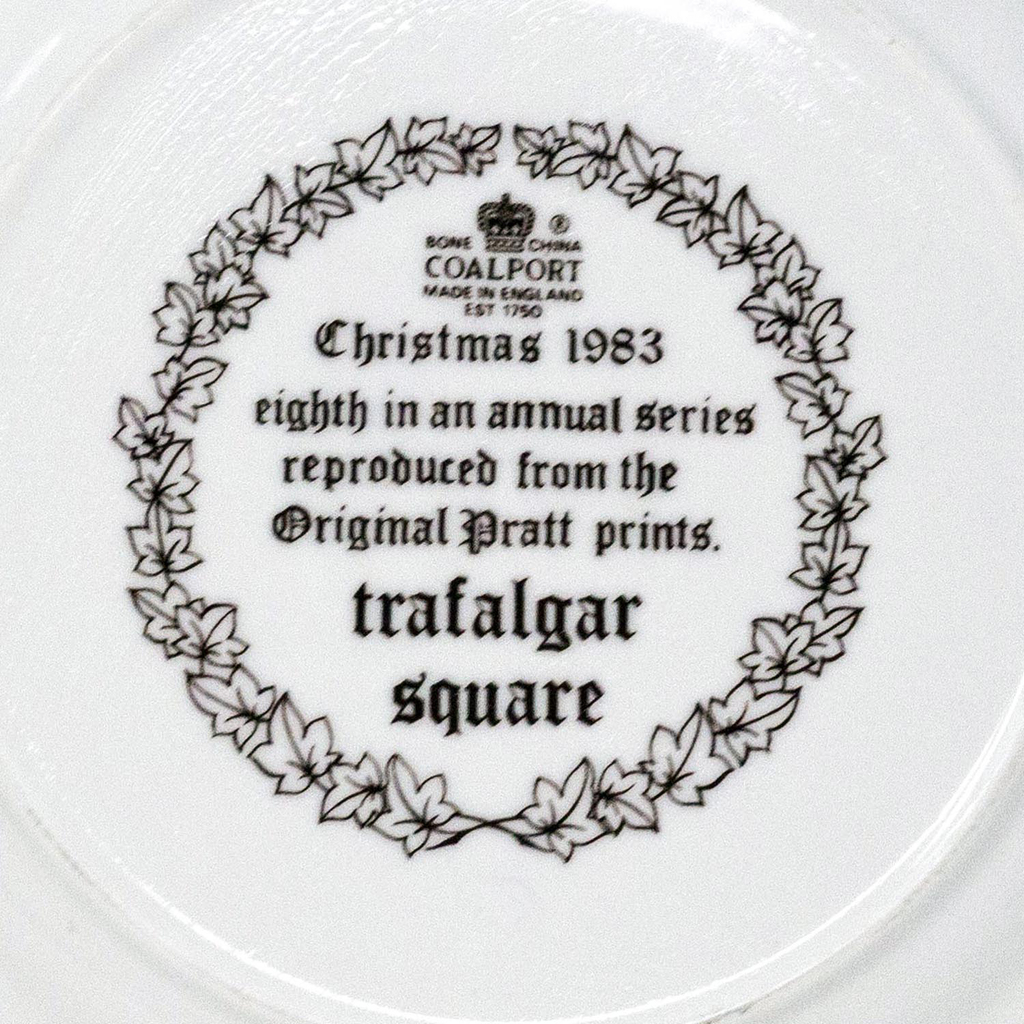 ®
BONE CHINA
COALPORT
MADE IN ENGLAND
EST 1750
Christmas 1983
eighth in an annual series
reproduced from the
Original Pratt prints.
trafalgar
square